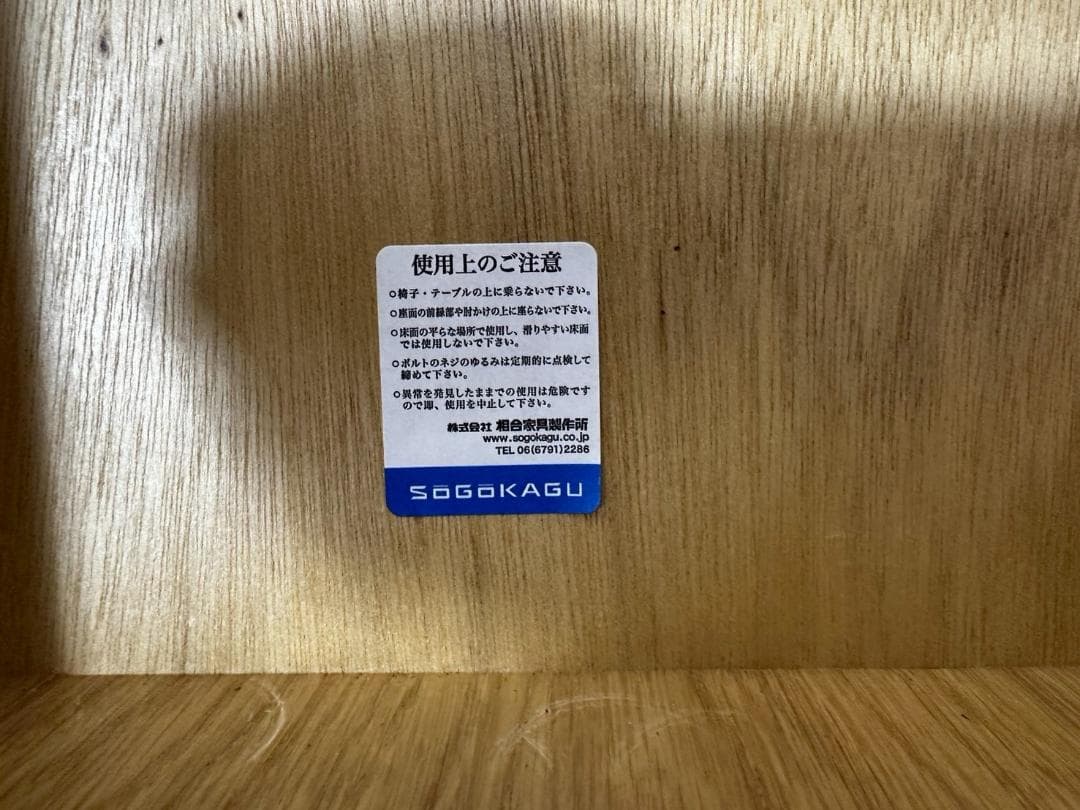 使用上のご注意
○椅子・テーブルの上に乗らないで下さい。
○座面の前縁部や肘かけの上に座らないで下さい。
○床面の平らな場所で使用し、滑りやすい床面
では使用しないで下さい。
○ボルトのネジのゆるみは定期的に点検して
締めて下さい。
○異常を発見したままでの使用は危険です
ので即、使用を中止して下さい。
株式会社 相合家具製作所
www.sogokagu.co.jp
TEL 06(6791)2286
SŌGŌKAGU